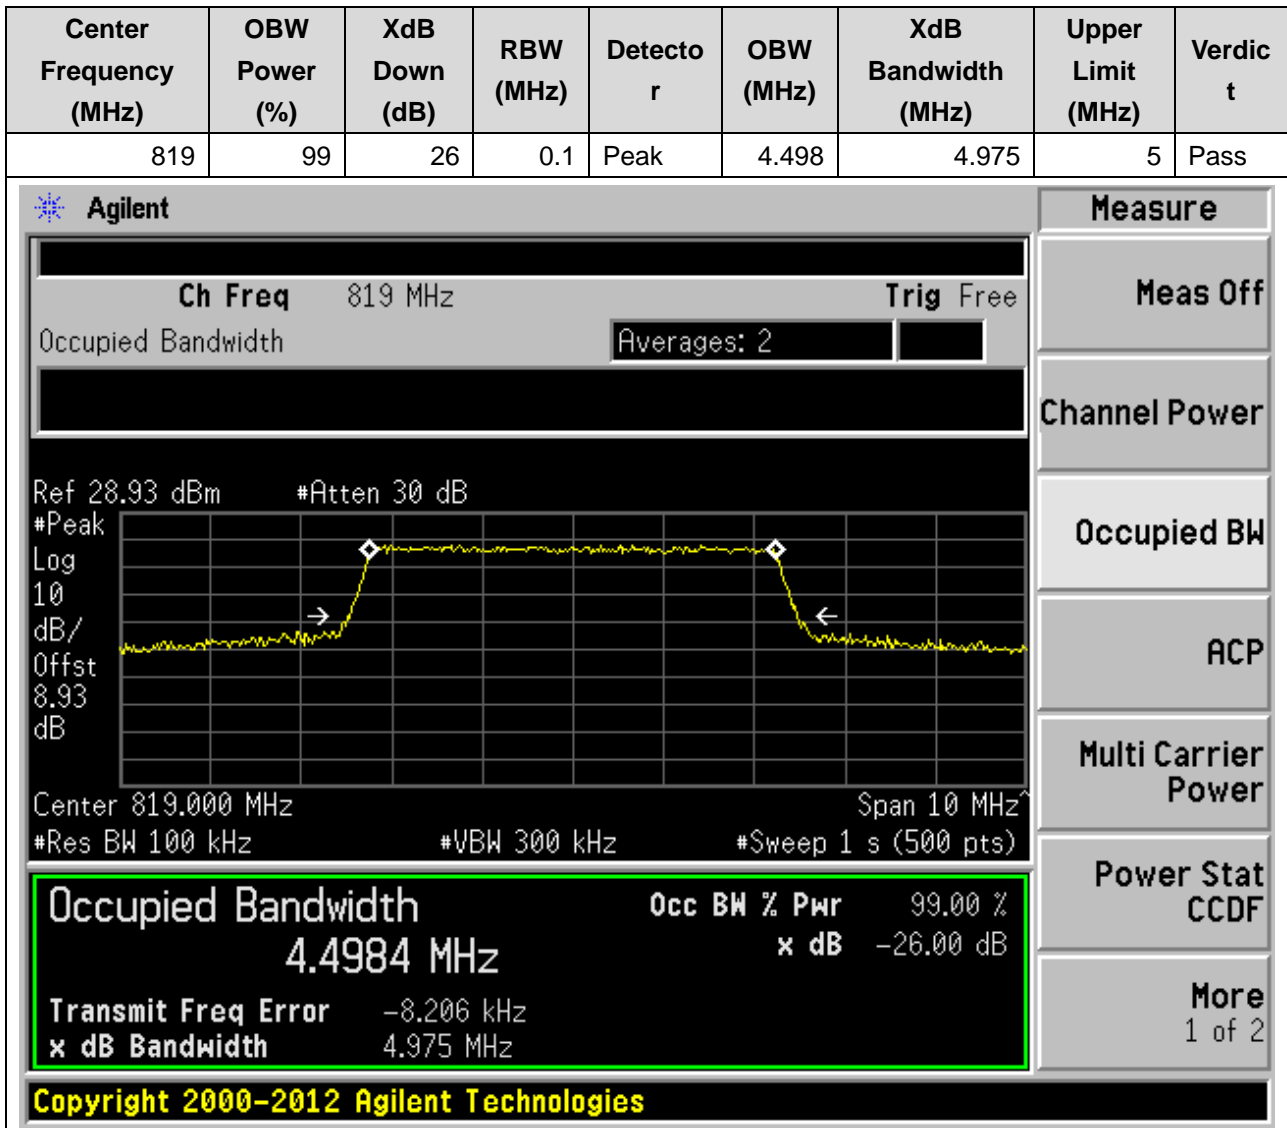 Center Frequency (MHz) OBW Power (%) XdB Down (dB) RBW (MHz) Detecto r OBW (MHz) XdB Bandwidth (MHz) Upper Limit (MHz) Verdic t
819 99 26 0.1 Peak 4.498 4.975 5 Pass
Agilent
Measure
Ch Freq 819 MHz Trig Free
Meas Off
Occupied Bandwidth Averages: 2
Channel Power
Ref 28.93 dBm #Atten 30 dB
#Peak
Log
10
dB/
Offst
8.93
dB
Occupied BW
ACP
Multi Carrier
Power
Center 819.000 MHz Span 10 MHz^
#Res BW 100 kHz #VBW 300 kHz #Sweep 1 s (500 pts)
Power Stat
CCDF
Occupied Bandwidth Occ BW % Pwr 99.00 %
4.4984 MHz x dB -26.00 dB
Transmit Freq Error -8.206 kHz
x dB Bandwidth 4.975 MHz
More
1 of 2
Copyright 2000-2012 Agilent Technologies